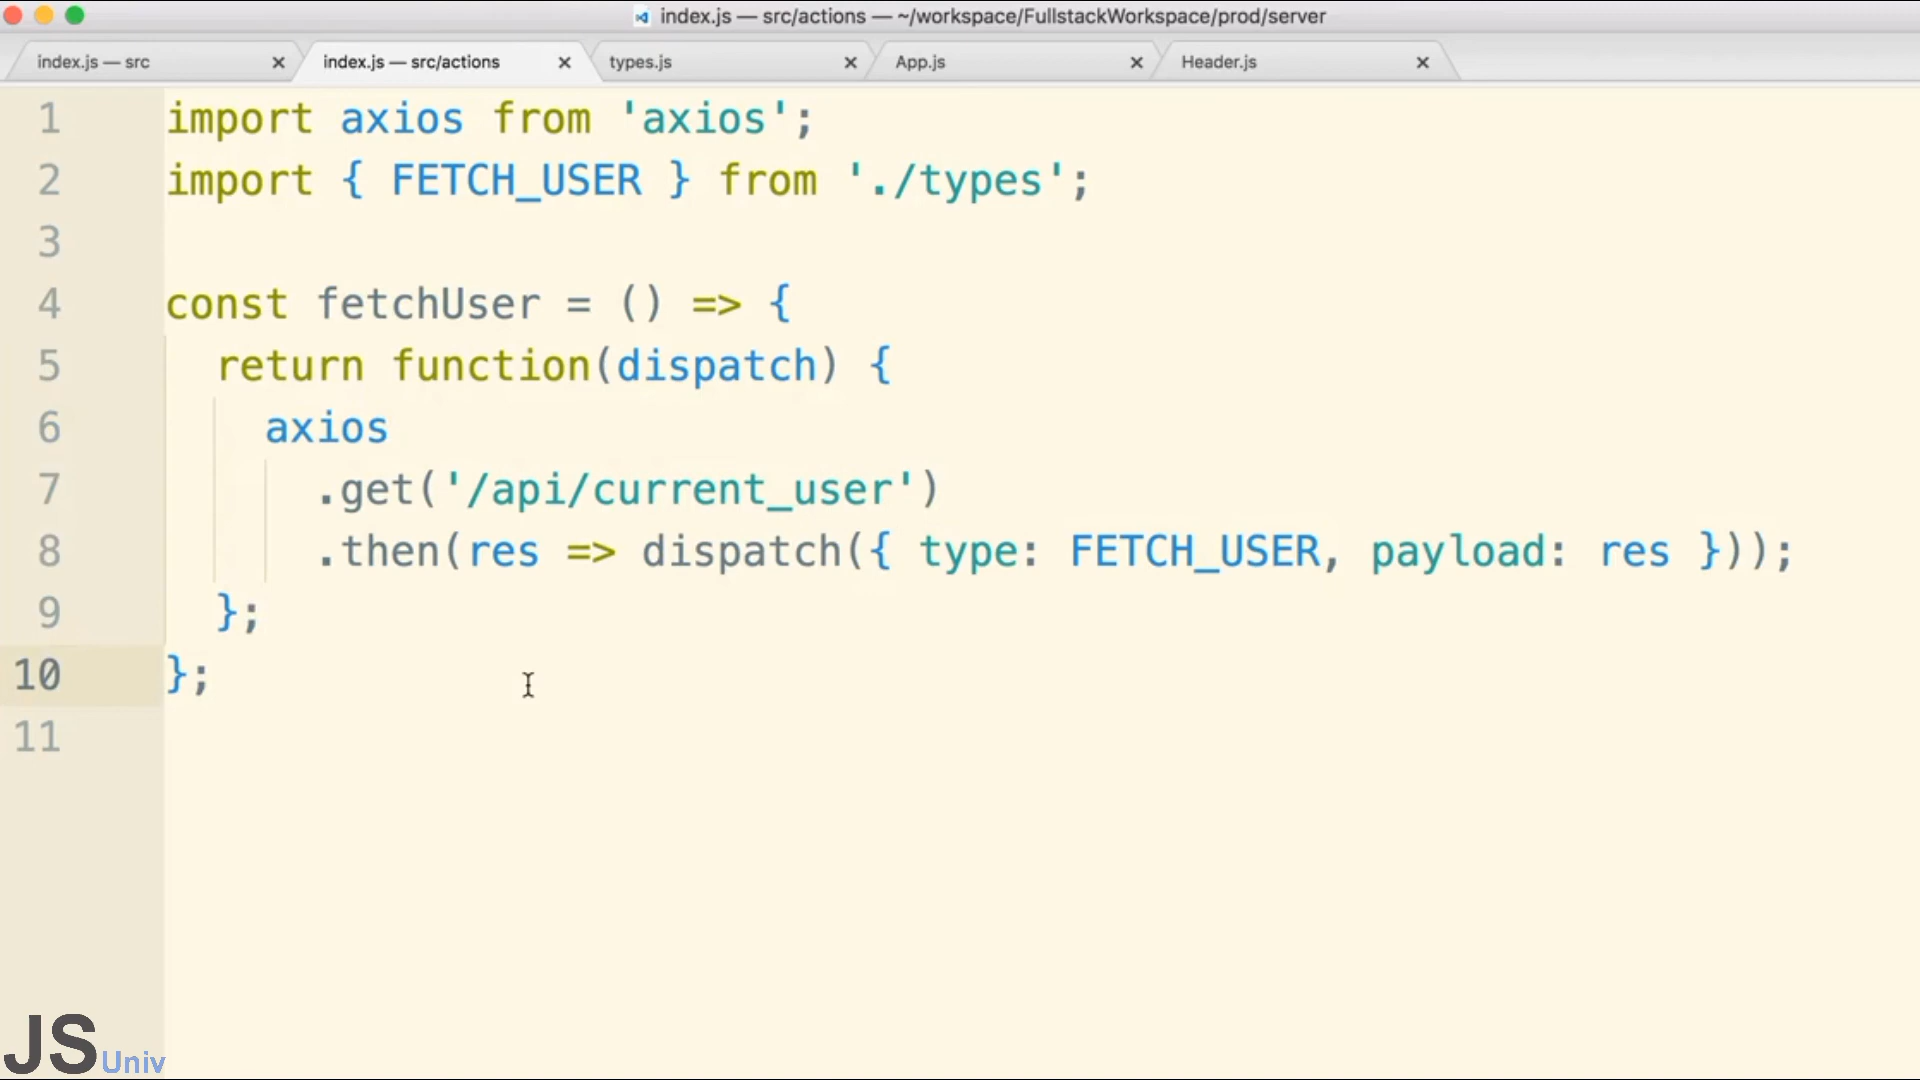 index.js — src/actions — ~/workspace/FullstackWorkspace/prod/server
index.js — src
index.js — src/actions
types.js
App.js
Header.js
1 import axios from 'axios';
2 import { FETCH_USER } from './types';
3
4 const fetchUser = () => {
5   return function(dispatch) {
6     axios
7       .get('/api/current_user')
8       .then(res => dispatch({ type: FETCH_USER, payload: res }));
9   };
10 };
11
JS Univ